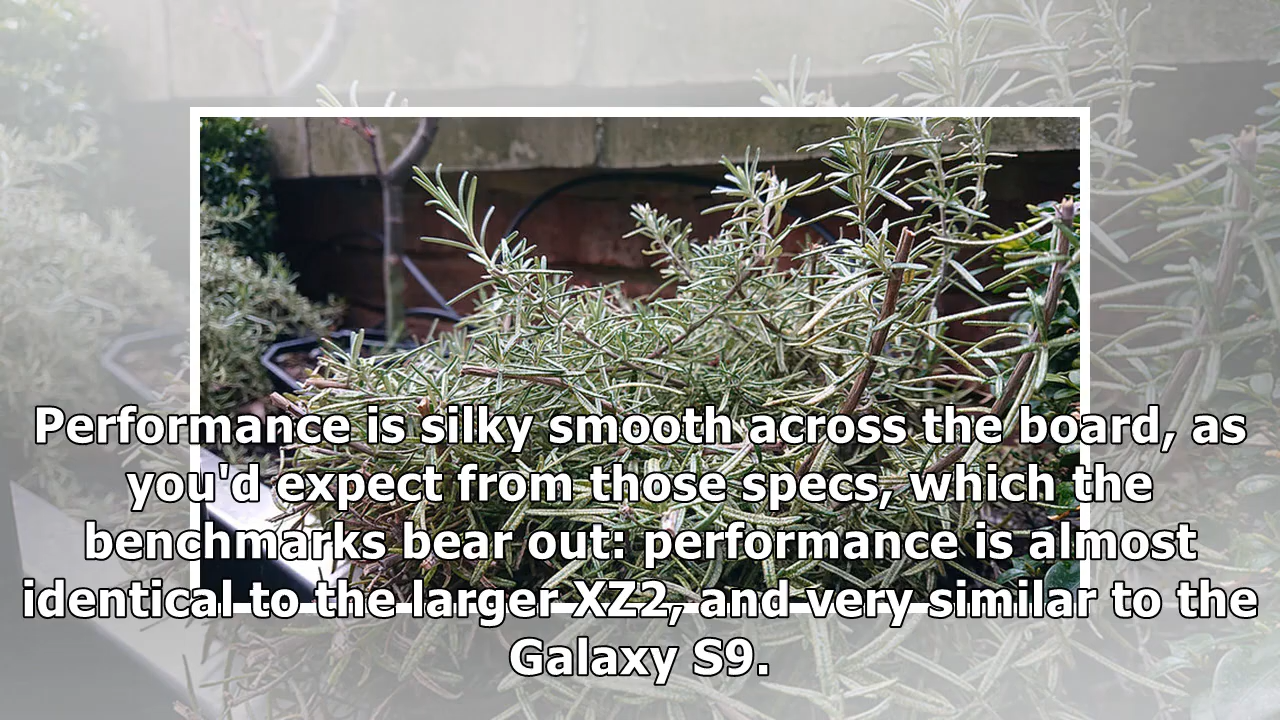 Performance is silky smooth across the board, as
you'd expect from those specs, which the
benchmarks bear out: performance is almost
identical to the larger XZ2, and very similar to the
Galaxy S9.